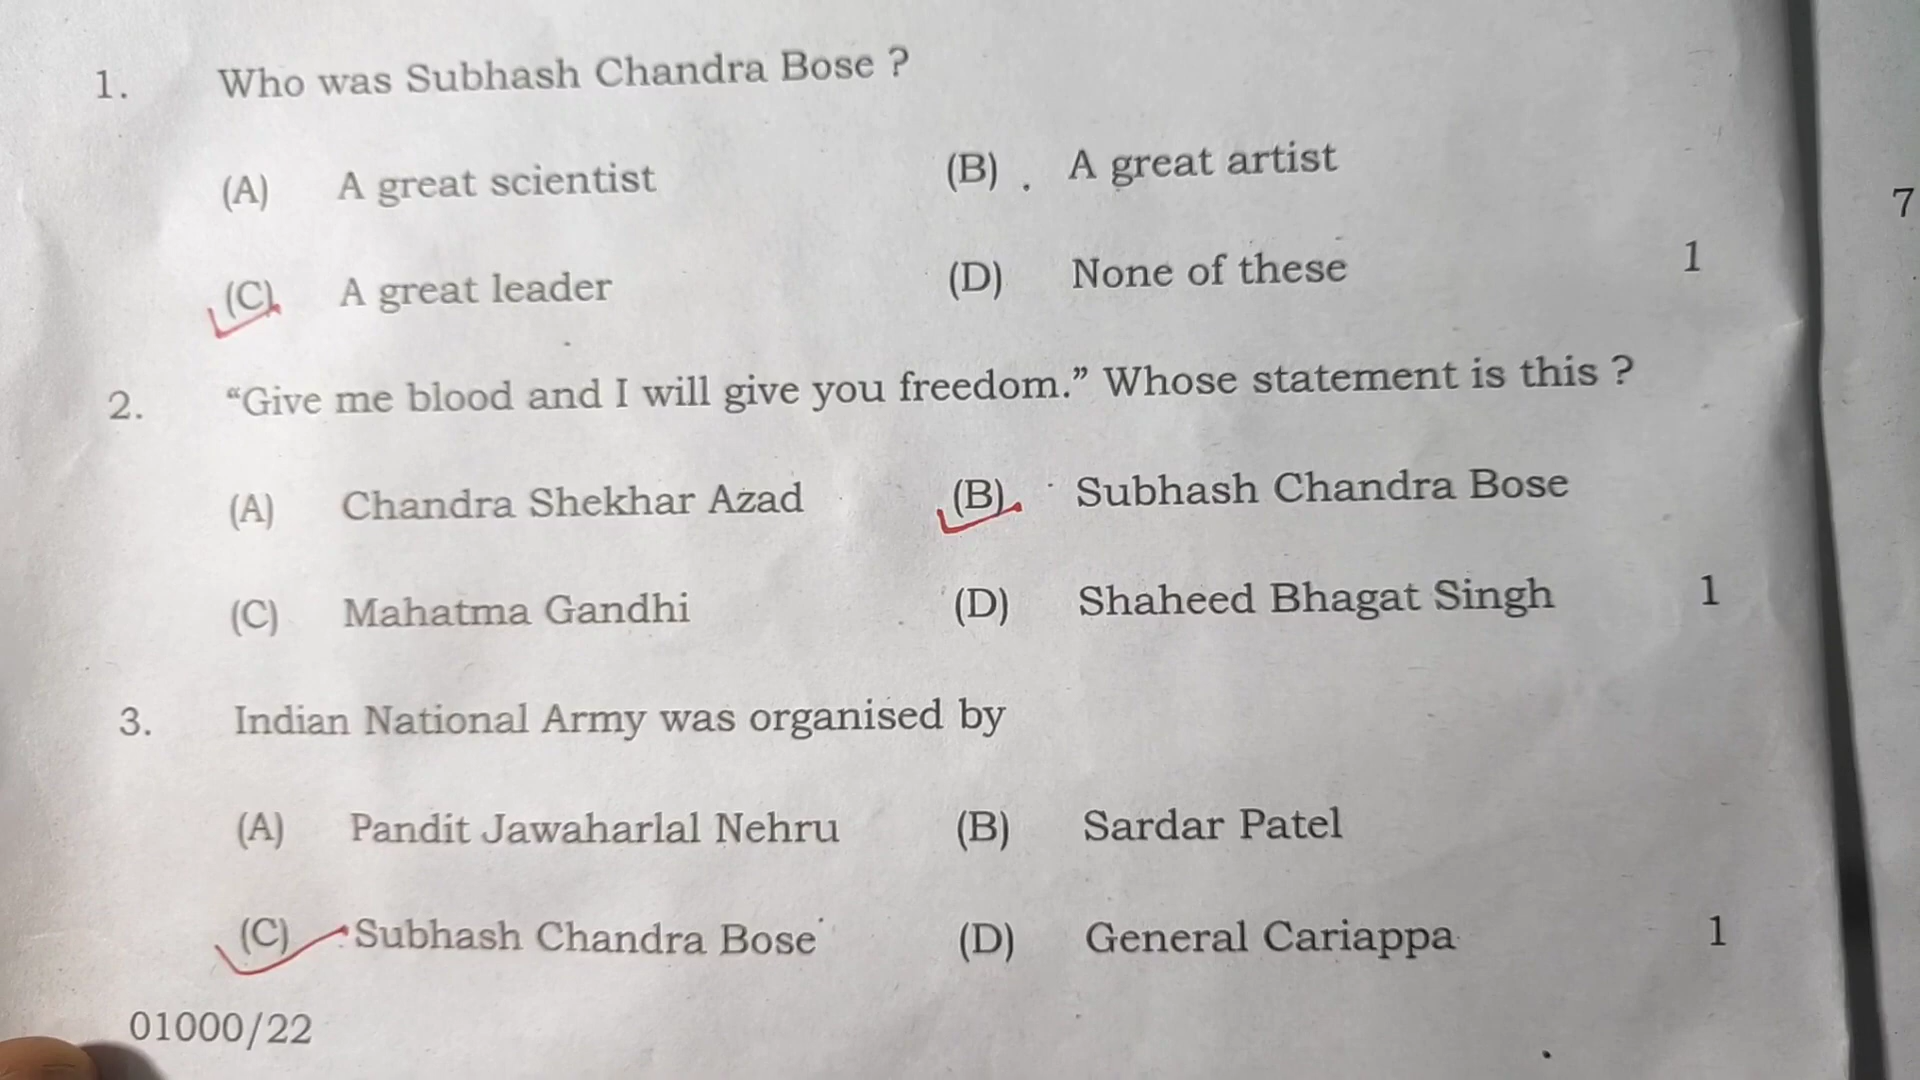 1. Who was Subhash Chandra Bose ?
(A) A great scientist (B) . A great artist
7
(C) A great leader (D) None of these 1
2. “Give me blood and I will give you freedom.” Whose statement is this ?
(A) Chandra Shekhar Azad (B) Subhash Chandra Bose
(C) Mahatma Gandhi (D) Shaheed Bhagat Singh 1
3. Indian National Army was organised by
(A) Pandit Jawaharlal Nehru (B) Sardar Patel
(C) Subhash Chandra Bose (D) General Cariappa 1
01000/22